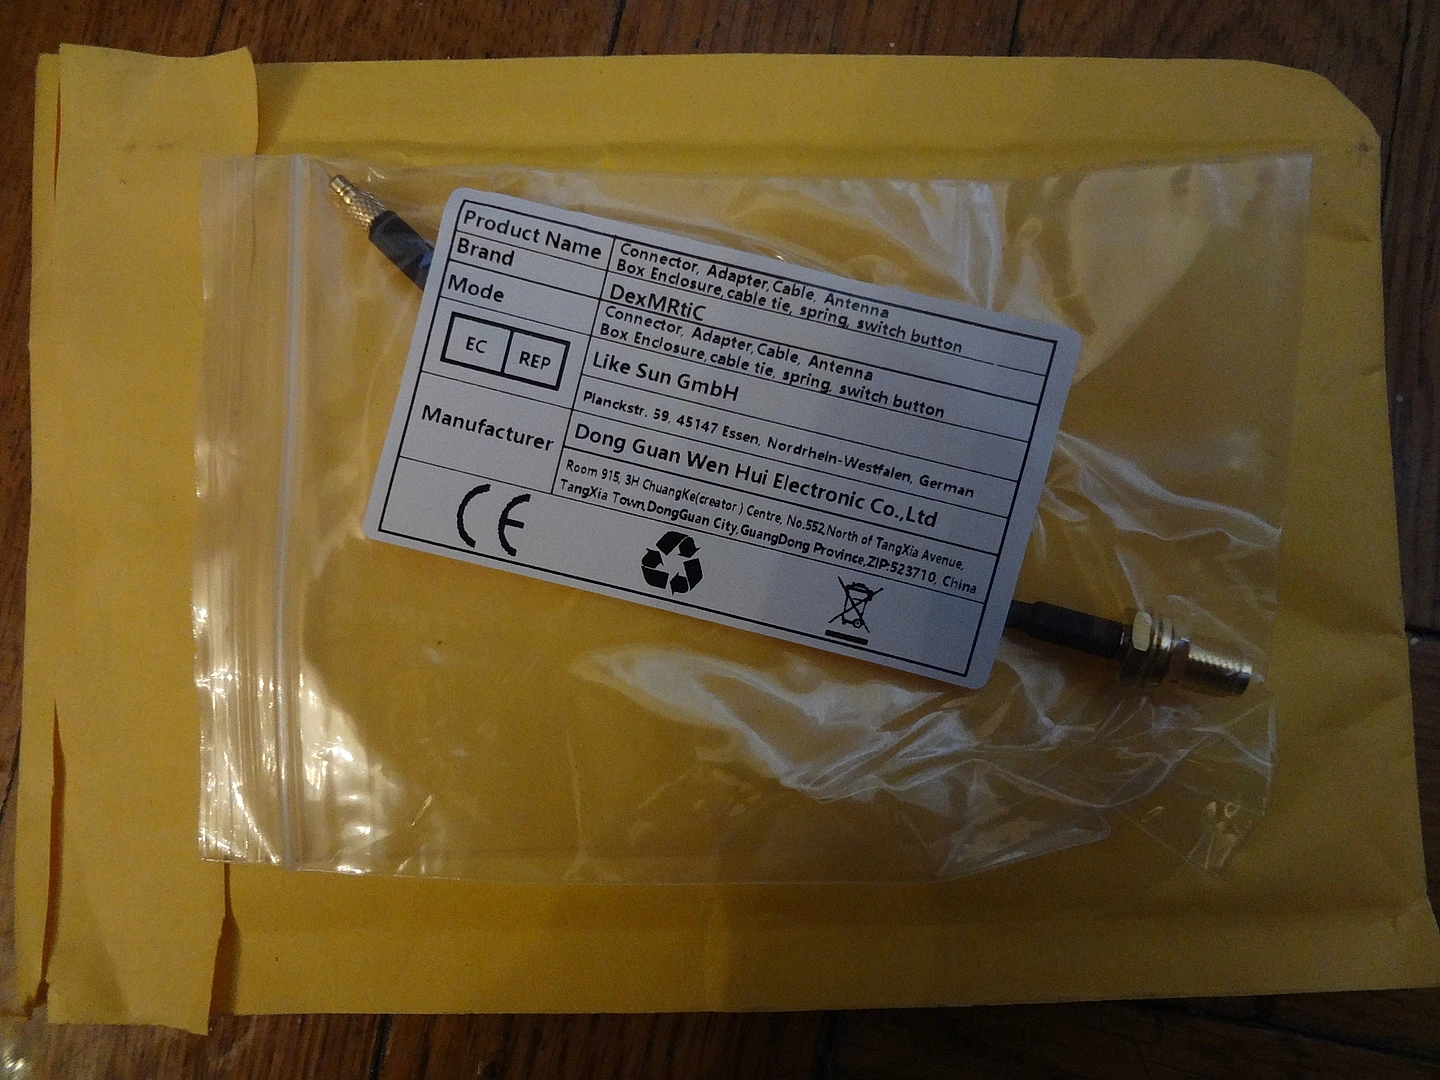 Product Name
Connector, Adapter,Cable, Antenna
Box Enclosure,cable tie, spring, switch button
Brand
DexMRtiC
Mode
Connector, Adapter,Cable, Antenna
Box Enclosure,cable tie, spring, switch button
EC REP
Like Sun GmbH
Planckstr. 59, 45147 Essen, Nordrhein-Westfalen, German
Manufacturer
Dong Guan Wen Hui Electronic Co.,Ltd
Room 915, 3H ChuangKe(creator ) Centre, No.552,North of TangXia Avenue,
TangXia Town,DongGuan City,GuangDong Province,ZIP:523710, China
CE